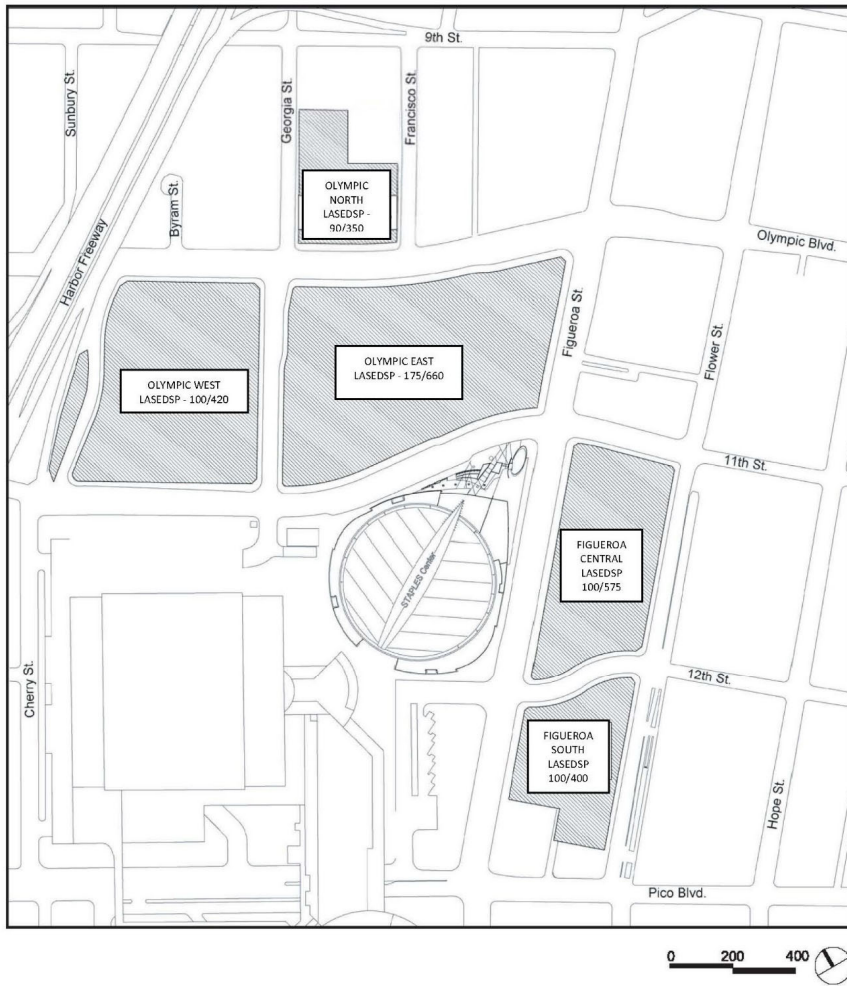 9th St.
Sunbury St.
Georgia St.
Francisco St.
Byram St.
Harbor Freeway
OLYMPIC
NORTH
LASEDSP -
90/350
Olympic Blvd.
Figueroa St.
Flower St.
OLYMPIC WEST
LASEDSP - 100/420
OLYMPIC EAST
LASEDSP - 175/660
11th St.
STAPLES Center
FIGUEROA
CENTRAL
LASEDSP
100/575
Cherry St.
12th St.
FIGUEROA
SOUTH
LASEDSP
100/400
Hope St.
Pico Blvd.
0 200 400